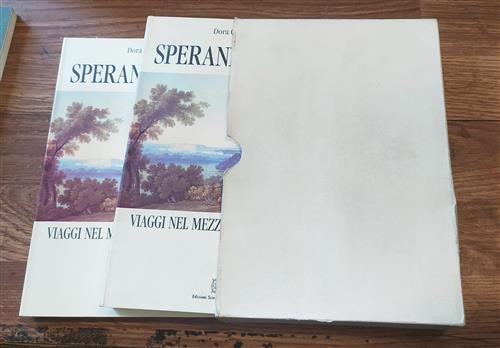 Dora
SPERAN
VIAGGI NEL M
Dora
SPERAN
VIAGGI NEL MEZZ
Edizioni